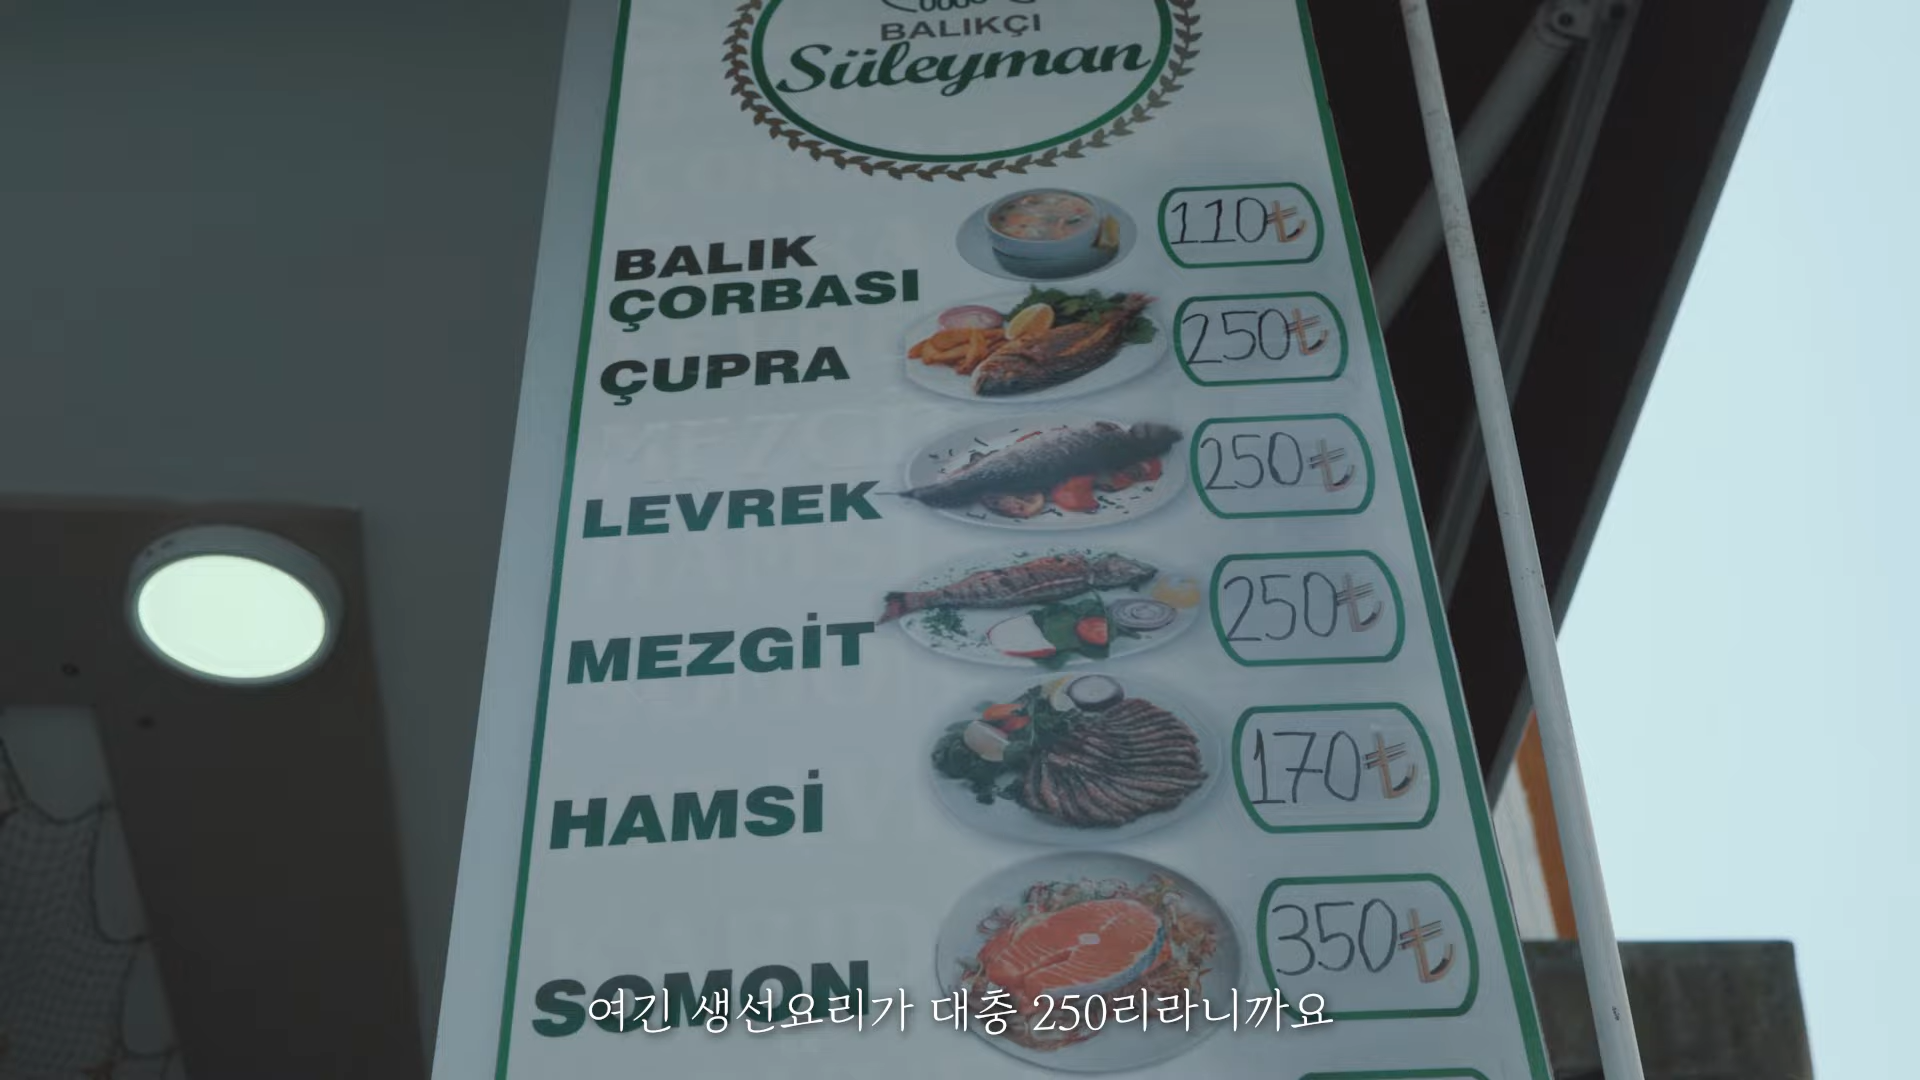 BALIKÇI
Süleyman
BALIK
ÇORBASI
110₺
ÇUPRA
250₺
LEVREK
250₺
MEZGİT
250₺
HAMSİ
170₺
SOMON
350₺
여긴 생선요리가 대충 250리라니까요